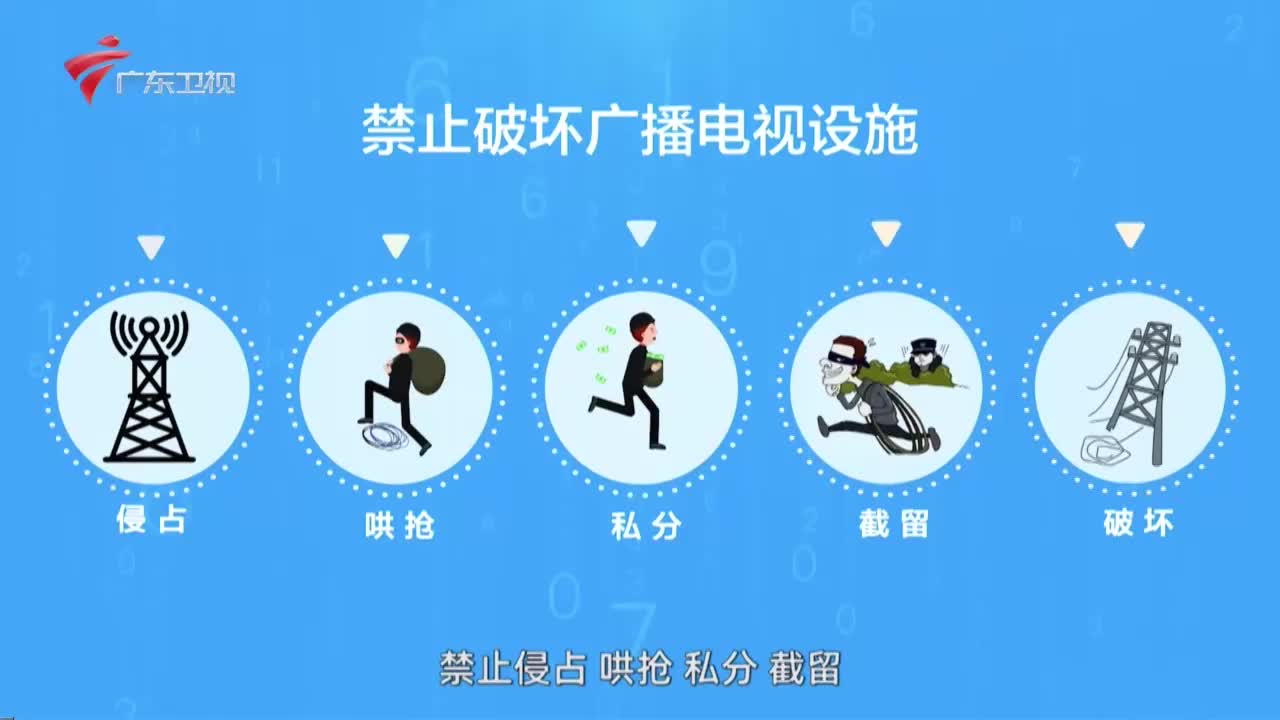 广东卫视
禁止破坏广播电视设施
侵占
哄抢
私分
截留
破坏
禁止侵占 哄抢 私分 截留